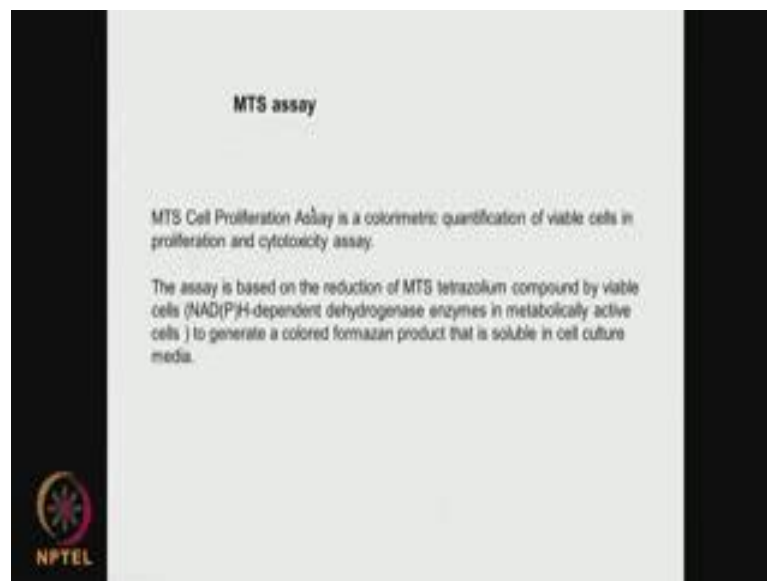 MTS assay
MTS Cell Proliferation Assay is a colorimetric quantification of viable cells in
proliferation and cytotoxicity assay.
The assay is based on the reduction of MTS tetrazolium compound by viable
cells (NAD(P)H-dependent dehydrogenase enzymes in metabolically active
cells ) to generate a colored formazan product that is soluble in cell culture
media.
NPTEL